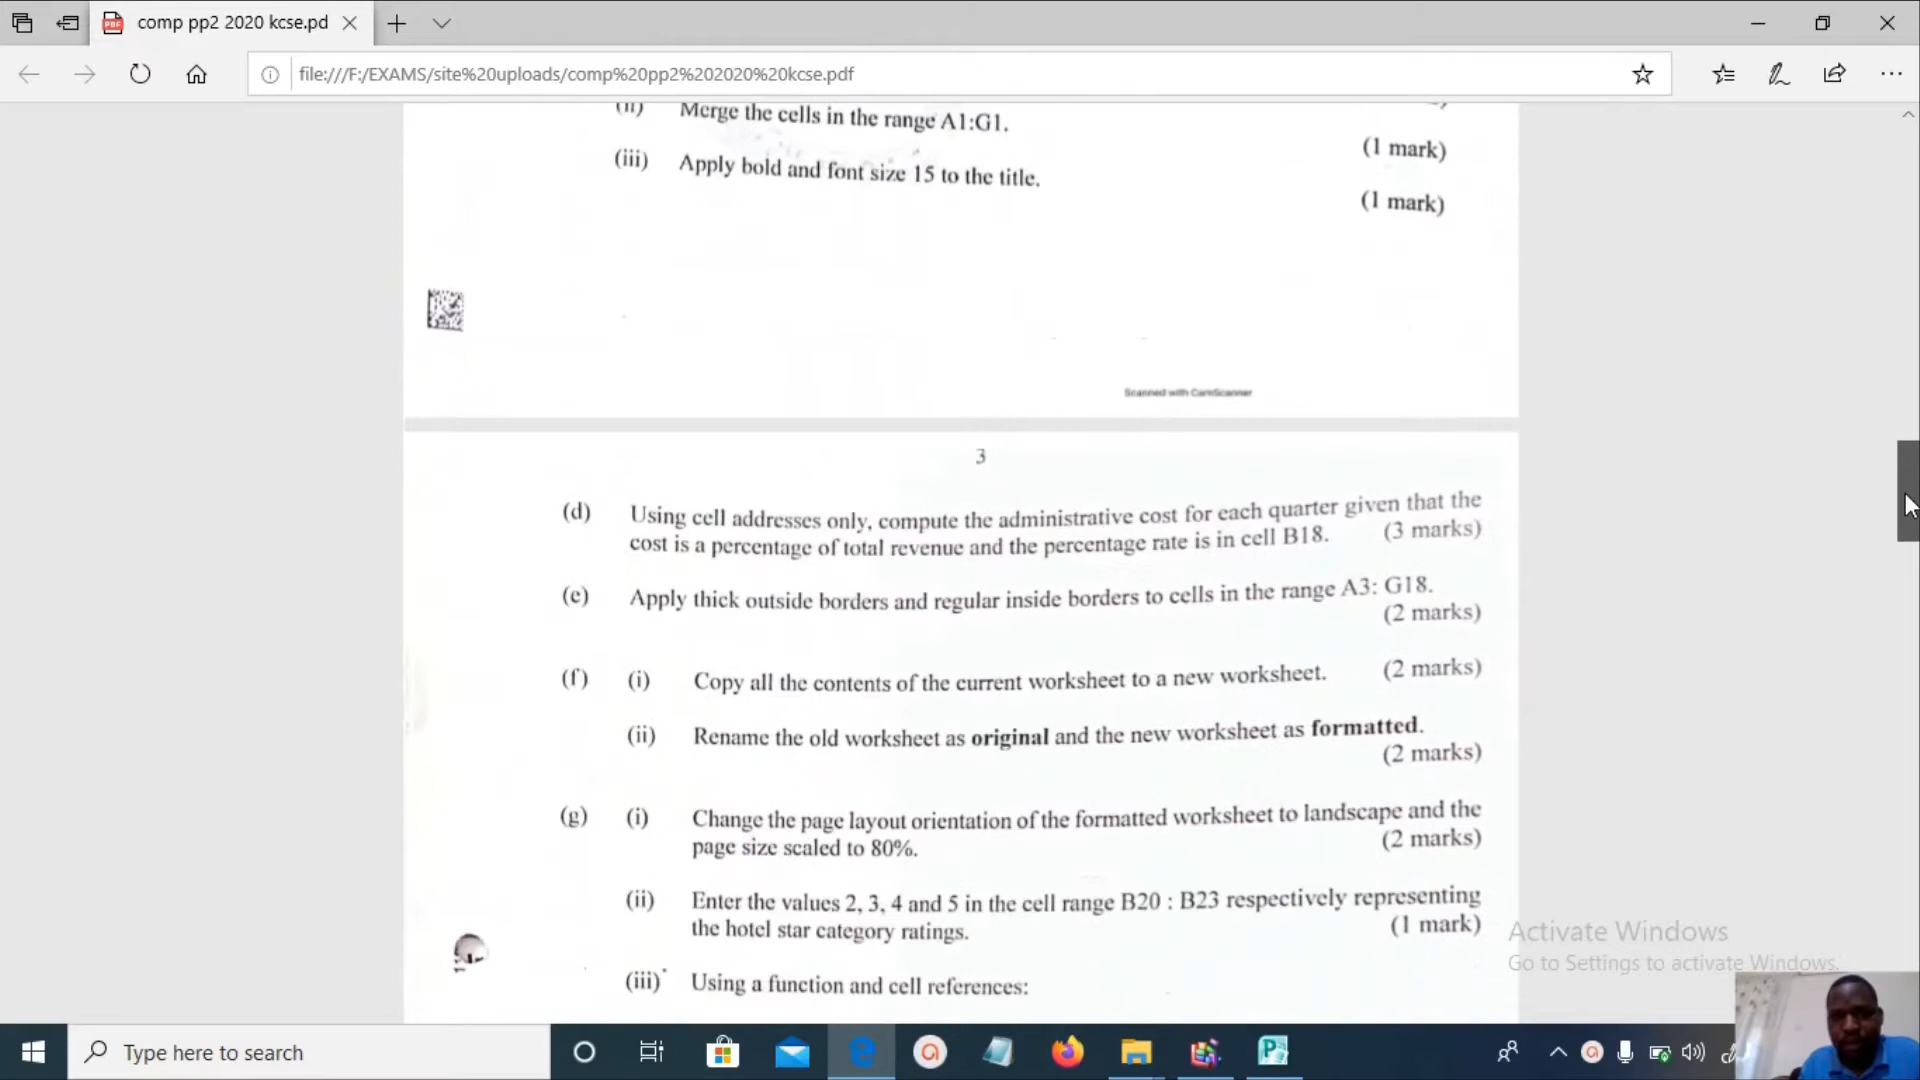 comp pp2 2020 kcse.pd
file:///F:/EXAMS/site%20uploads/comp%20pp2%202020%20kcse.pdf
(ii) Merge the cells in the range A1:G1.
(1 mark)
(iii) Apply bold and font size 15 to the title.
(1 mark)
Scanned with CamScanner
3
(d) Using cell addresses only, compute the administrative cost for each quarter given that the
cost is a percentage of total revenue and the percentage rate is in cell B18. (3 marks)
(e) Apply thick outside borders and regular inside borders to cells in the range A3: G18.
(2 marks)
(f) (i) Copy all the contents of the current worksheet to a new worksheet. (2 marks)
(ii) Rename the old worksheet as original and the new worksheet as formatted.
(2 marks)
(g) (i) Change the page layout orientation of the formatted worksheet to landscape and the
page size scaled to 80%. (2 marks)
(ii) Enter the values 2, 3, 4 and 5 in the cell range B20 : B23 respectively representing
the hotel star category ratings. (1 mark)
(iii) Using a function and cell references:
Activate Windows
Go to Settings to activate Windows.
Type here to search